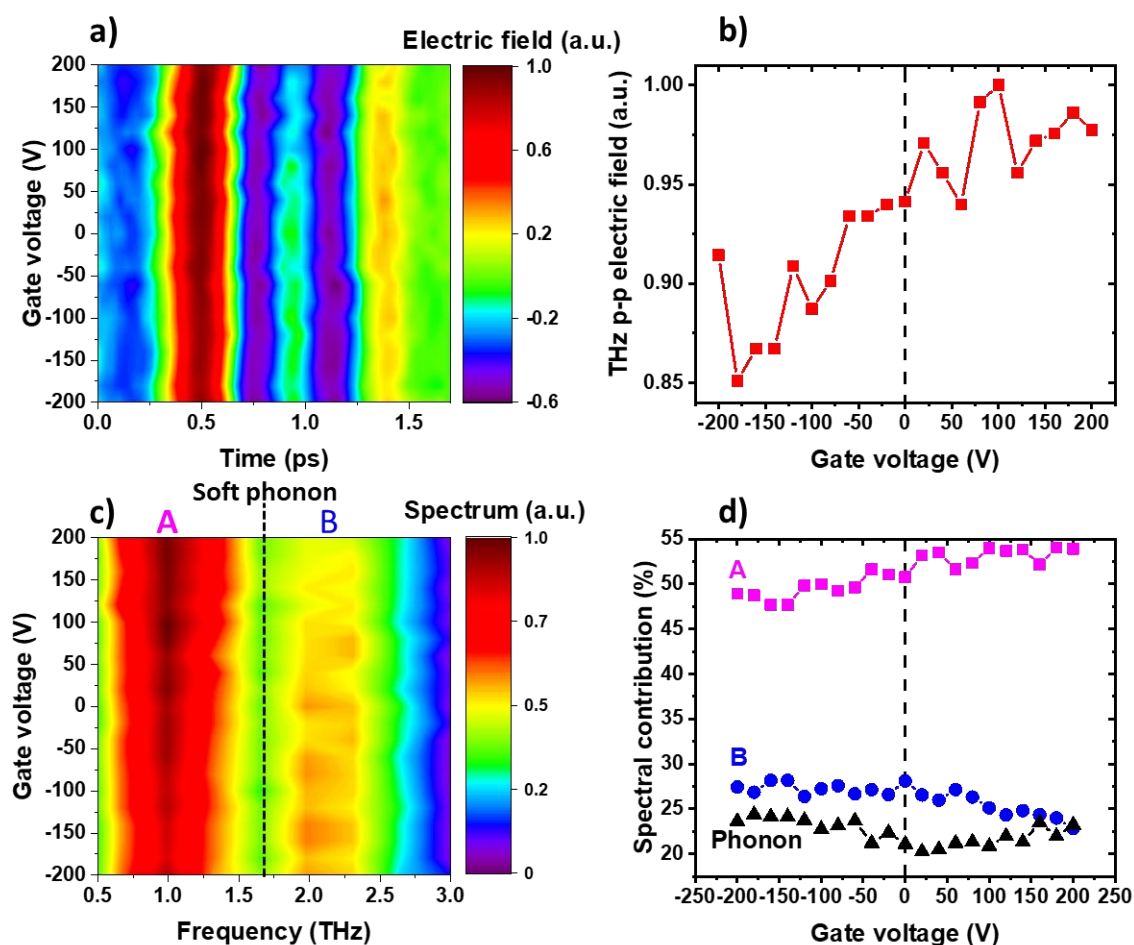 a)
Electric field (a.u.)
200
150
100
50
0
-50
-100
-150
-200
Gate voltage (V)
0.0 0.5 1.0 1.5
Time (ps)
1.0
0.6
0.2
-0.2
-0.6
b)
THz p-p electric field (a.u.)
1.00
0.95
0.90
0.85
-200 -150 -100 -50 0 50 100 150 200
Gate voltage (V)
Soft phonon
c)
A
B
Spectrum (a.u.)
200
150
100
50
0
-50
-100
-150
-200
Gate voltage (V)
0.5 1.0 1.5 2.0 2.5 3.0
Frequency (THz)
1.0
0.7
0.5
0.2
0
d)
Spectral contribution (%)
55
50
45
40
35
30
25
20
A
B
Phonon
-250 -200 -150 -100 -50 0 50 100 150 200 250
Gate voltage (V)